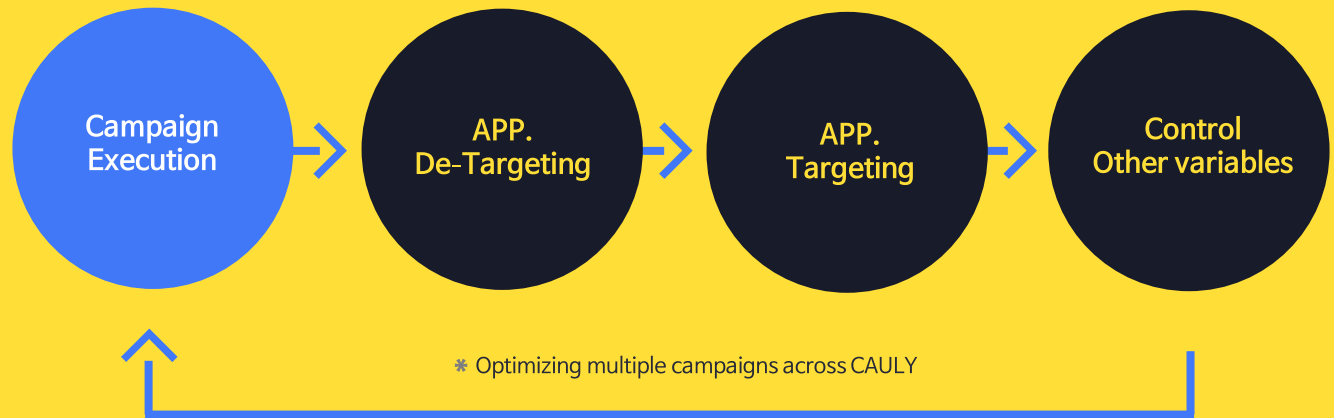 Campaign
Execution
APP.
De-Targeting
APP.
Targeting
Control
Other variables
* Optimizing multiple campaigns across CAULY